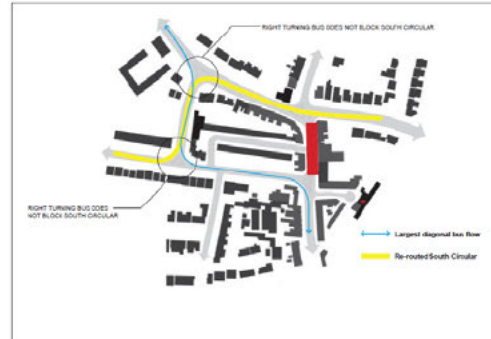 RIGHT TURNING BUS DOES NOT BLOCK SOUTH CIRCULAR
RIGHT TURNING BUS DOES
NOT BLOCK SOUTH CIRCULAR
Largest diagonal bus flow
Re-routed South Circular